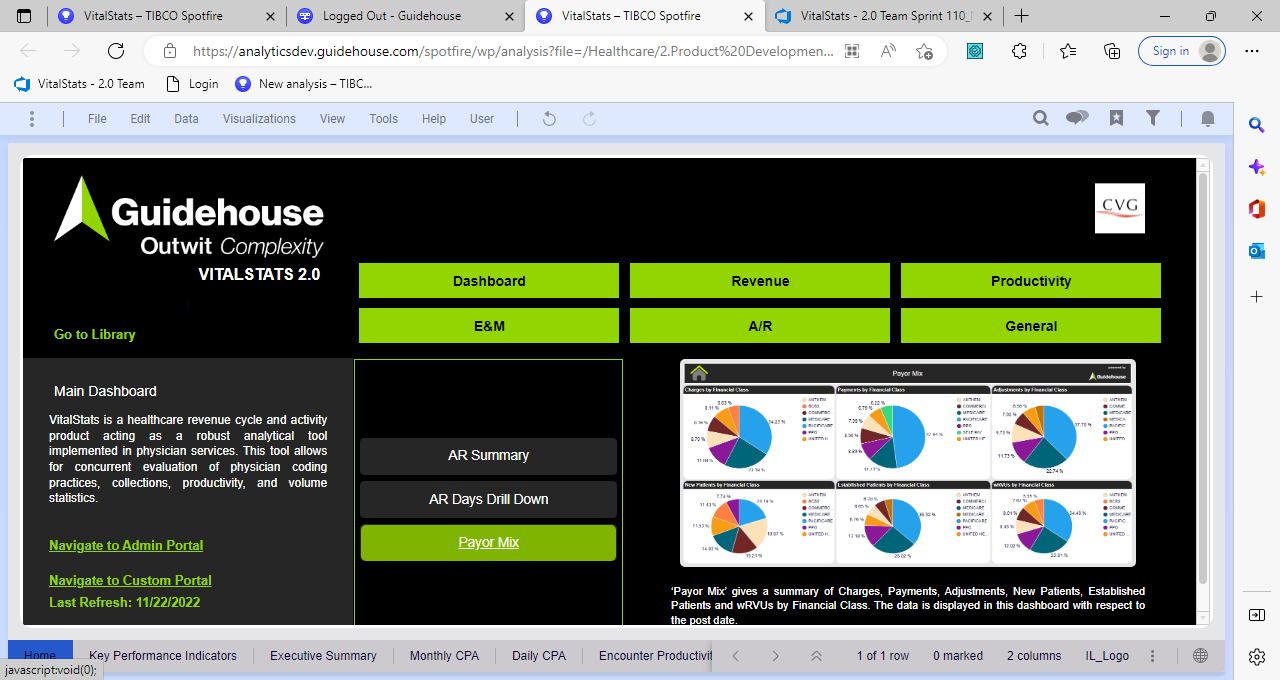 VitalStats – TIBCO Spotfire
Logged Out - Guidehouse
VitalStats – TIBCO Spotfire
VitalStats - 2.0 Team Sprint 110_
https://analyticsdev.guidehouse.com/spotfire/wp/analysis?file=/Healthcare/2.Product%20Developmen...
Sign in
VitalStats - 2.0 Team
Login
New analysis – TIBC...
File Edit Data Visualizations View Tools Help User
Guidehouse
Outwit Complexity
VITALSTATS 2.0
CVG
Dashboard Revenue Productivity
E&M A/R General
Go to Library
Main Dashboard
VitalStats is a healthcare revenue cycle and activity
product acting as a robust analytical tool
implemented in physician services. This tool allows
for concurrent evaluation of physician coding
practices, collections, productivity, and volume
statistics.
Navigate to Admin Portal
Navigate to Custom Portal
Last Refresh: 11/22/2022
AR Summary
AR Days Drill Down
Payor Mix
Payor Mix
Guidehouse
Charges by Financial Class
Payments by Financial Class
Adjustments by Financial Class
New Patients by Financial Class
Established Patients by Financial Class
wRVUs by Financial Class
'Payor Mix' gives a summary of Charges, Payments, Adjustments, New Patients, Established
Patients and wRVUs by Financial Class. The data is displayed in this dashboard with respect to
the post date.
Home Key Performance Indicators Executive Summary Monthly CPA Daily CPA Encounter Productivit
1 of 1 row 0 marked 2 columns IL_Logo
javascript:void(0);